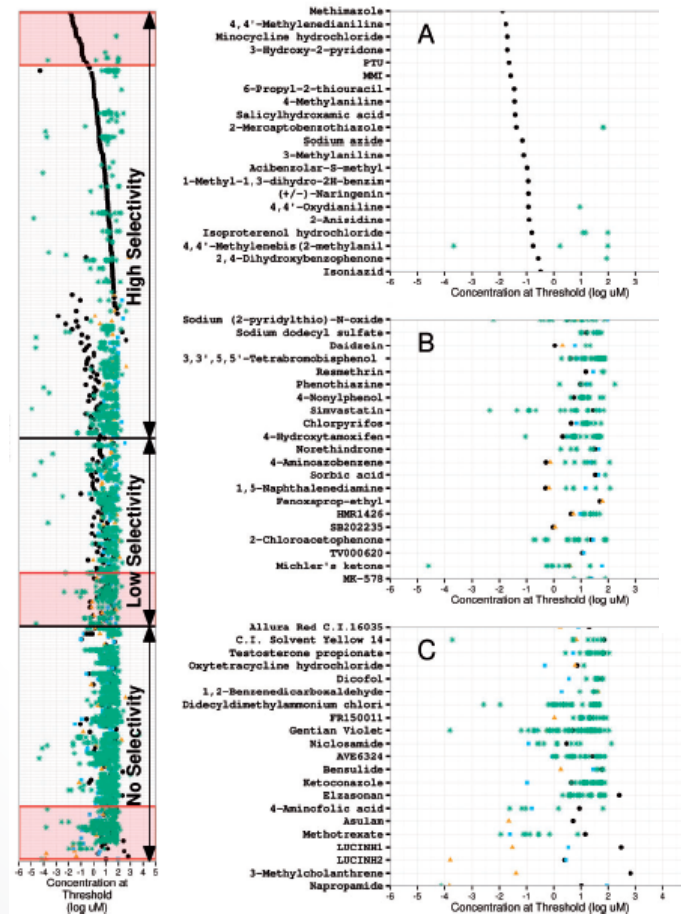 High Selectivity
Low Selectivity
No Selectivity
-6 -5 -4 -3 -2 -1 0 1 2 3 4 5
Concentration at
Threshold
(log uM)
A
Methimazole
4,4'-Methylenedianiline
Minocycline hydrochloride
3-Hydroxy-2-pyridone
PTU
MMI
6-Propyl-2-thiouracil
4-Methylaniline
Salicylhydroxamic acid
2-Mercaptobenzothiazole
Sodium azide
3-Methylaniline
Acibenzolar-S-methyl
1-Methyl-1,3-dihydro-2H-benzim
(+/-)-Naringenin
4,4'-Oxydianiline
2-Anisidine
Isoproterenol hydrochloride
4,4'-Methylenebis(2-methylanil
2,4-Dihydroxybenzophenone
Isoniazid
-6 -5 -4 -3 -2 -1 0 1 2 3
Concentration at Threshold (log uM)
B
Sodium (2-pyridylthio)-N-oxide
Sodium dodecyl sulfate
Daidzein
3,3',5,5'-Tetrabromobisphenol
Resmethrin
Phenothiazine
4-Nonylphenol
Simvastatin
Chlorpyrifos
4-Hydroxytamoxifen
Norethindrone
4-Aminoazobenzene
Sorbic acid
1,5-Naphthalenediamine
Fenoxaprop-ethyl
HMR1426
SB202235
2-Chloroacetophenone
TV000620
Michler's ketone
MK-578
-6 -5 -4 -3 -2 -1 0 1 2 3
Concentration at Threshold (log uM)
C
Allura Red C.I.16035
C.I. Solvent Yellow 14
Testosterone propionate
Oxytetracycline hydrochloride
Dicofol
1,2-Benzenedicarboxaldehyde
Didecyldimethylammonium chlori
FR150011
Gentian Violet
Niclosamide
AVE6324
Bensulide
Ketoconazole
Elzasonan
4-Aminofolic acid
Asulam
Methotrexate
LUCINH1
LUCINH2
3-Methylcholanthrene
Napropamide
-6 -5 -4 -3 -2 -1 0 1 2 3 4
Concentration at Threshold (log uM)